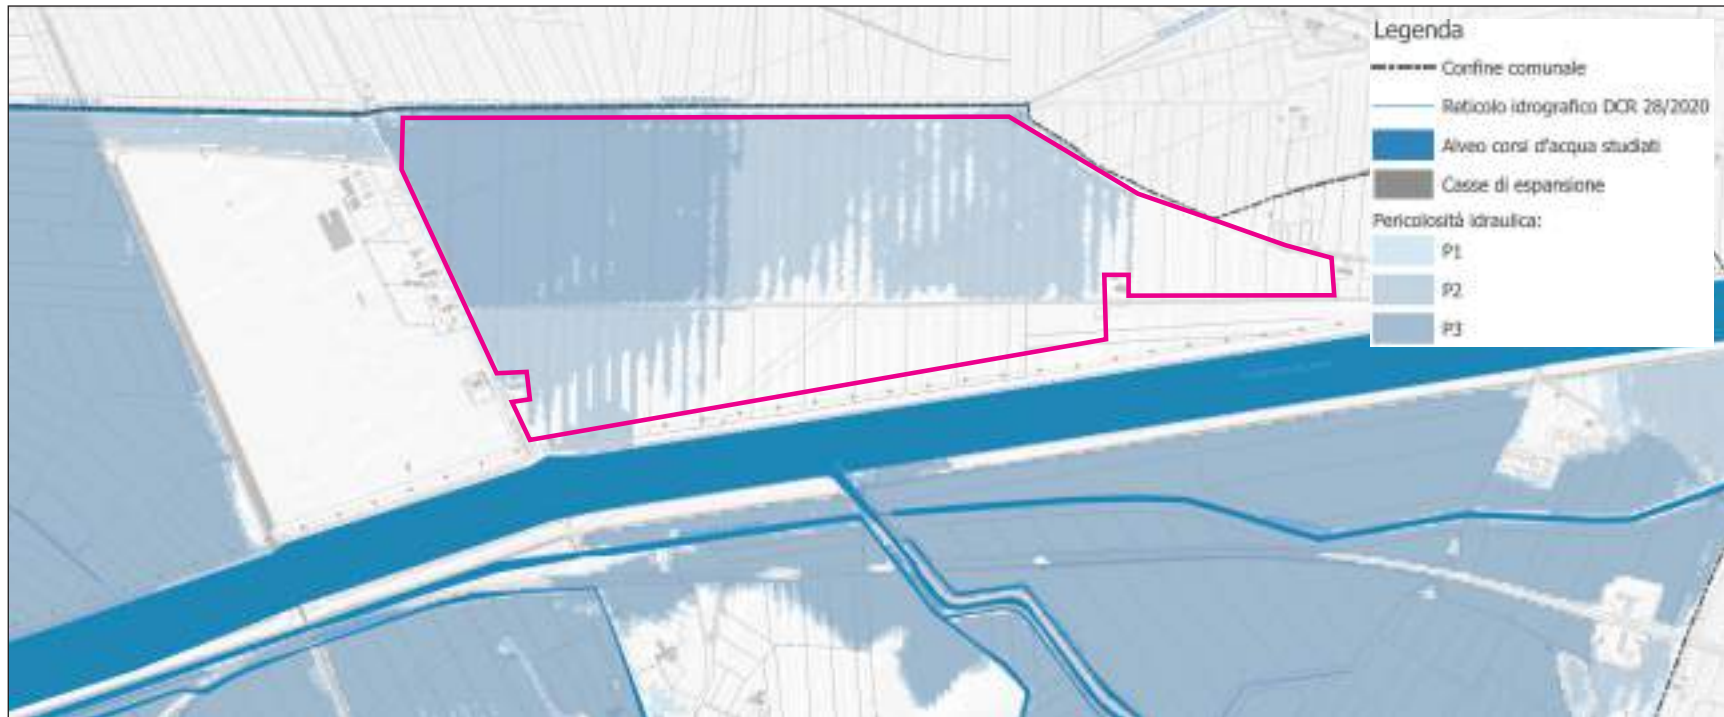 Legenda
Confine comunale
Reticolo idrografico DCR 28/2020
Alveo corsi d'acqua studiati
Casse di espansione
Pericolosità idraulica:
P1
P2
P3